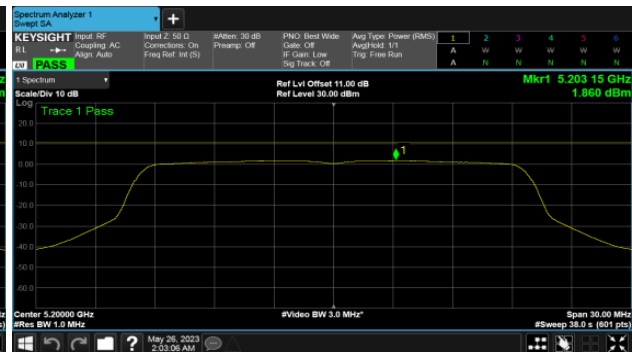 Spectrum Analyzer 1
Swept SA
+
KEYSIGHT
RL
Coupling: AC
Align: Auto
Input: RF
Input Z: 50 Ω
Corrections: On
Freq Ref: Int (S)
#Atten: 30 dB
Preamp: Off
PNO: Best Wide
Gate: Off
IF Gain: Low
Sig Track: Off
Avg Type: Power (RMS)
Avg|Hold: 1/1
Trig: Free Run
1 2 3 4 5 6
A W W W W W
A N N N N N
LXI PASS
1 Spectrum
Scale/Div 10 dB
Ref Lvl Offset 11.00 dB
Ref Level 30.00 dBm
Mkr1 5.203 15 GHz
1.860 dBm
Log
Trace 1 Pass
20.0
10.0
1
0.00
-10.0
-20.0
-30.0
-40.0
-50.0
-60.0
Center 5.20000 GHz
#Res BW 1.0 MHz
#Video BW 3.0 MHz*
Span 30.00 MHz
#Sweep 38.0 s (601 pts)
?
May 26, 2023
2:03:06 AM